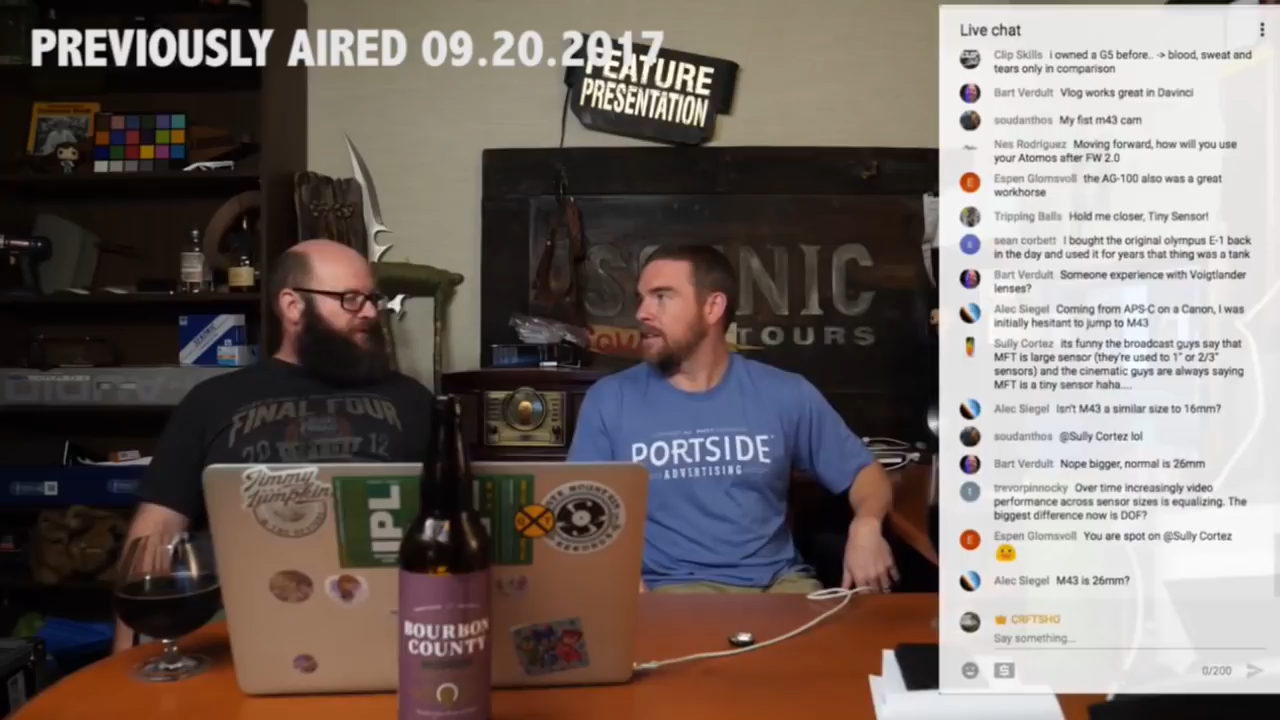 PREVIOUSLY AIRED 09.20.2017
FEATURE
PRESENTATION
SCENIC
TOURS
FINAL FOUR
2012
PORTSIDE
ADVERTISING
Jimmy
Lumpkin
IPL
BOURBON
COUNTY
Live chat
Clip Skills i owned a G5 before.. -> blood, sweat and
tears only in comparison
Bart Verdult Vlog works great in Davinci
soudanthos My fist m43 cam
Nes Rodriguez Moving forward, how will you use
your Atomos after FW 2.0
Espen Glomsvoll the AG-100 also was a great
workhorse
Tripping Balls Hold me closer, Tiny Sensor!
sean corbett I bought the original olympus E-1 back
in the day and used it for years that thing was a tank
Bart Verdult Someone experience with Voigtlander
lenses?
Alec Siegel Coming from APS-C on a Canon, I was
initially hesitant to jump to M43
Sully Cortez its funny the broadcast guys say that
MFT is large sensor (they're used to 1" or 2/3"
sensors) and the cinematic guys are always saying
MFT is a tiny sensor haha....
Alec Siegel Isn't M43 a similar size to 16mm?
soudanthos @Sully Cortez lol
Bart Verdult Nope bigger, normal is 26mm
trevorpinnocky Over time increasingly video
performance across sensor sizes is equalizing. The
biggest difference now is DOF?
Espen Glomsvoll You are spot on @Sully Cortez
Alec Siegel M43 is 26mm?
CRFTSHO
Say something...
0/200